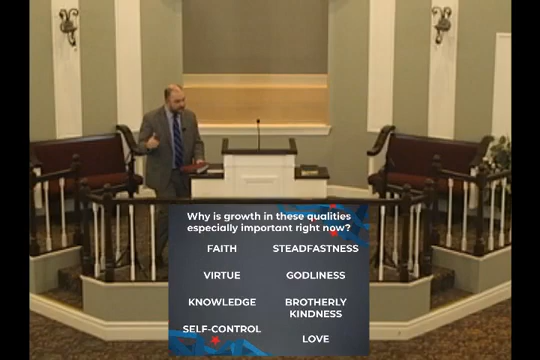 Why is growth in these qualities
especially important right now?
FAITH
STEADFASTNESS
VIRTUE
GODLINESS
KNOWLEDGE
BROTHERLY
KINDNESS
SELF-CONTROL
LOVE